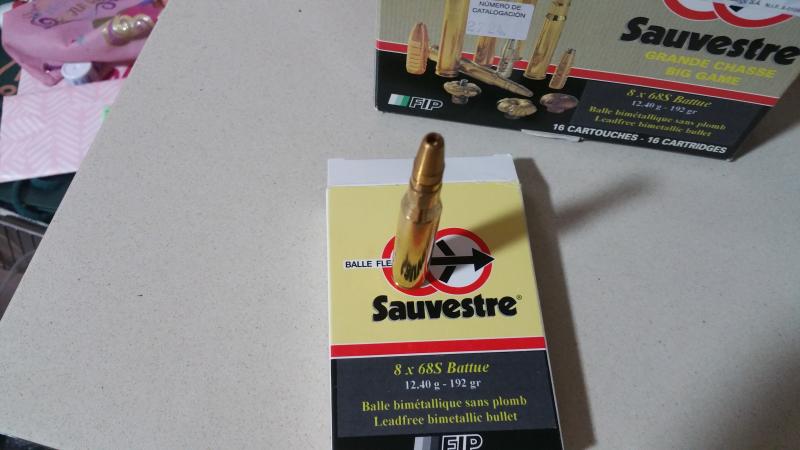 NÚMERO DE
CATALOGACIÓN
Sauvestre
GRANDE CHASSE
BIG GAME
8 x 68S Battue
12.40 g - 192 gr
Balle bimétallique sans plomb
Leadfree bimetallic bullet
FIP
16 CARTOUCHES - 16 CARTRIDGES
BALLE FLE
Sauvestre®
8 x 68S Battue
12.40 g - 192 gr
Balle bimétallique sans plomb
Leadfree bimetallic bullet
FIP